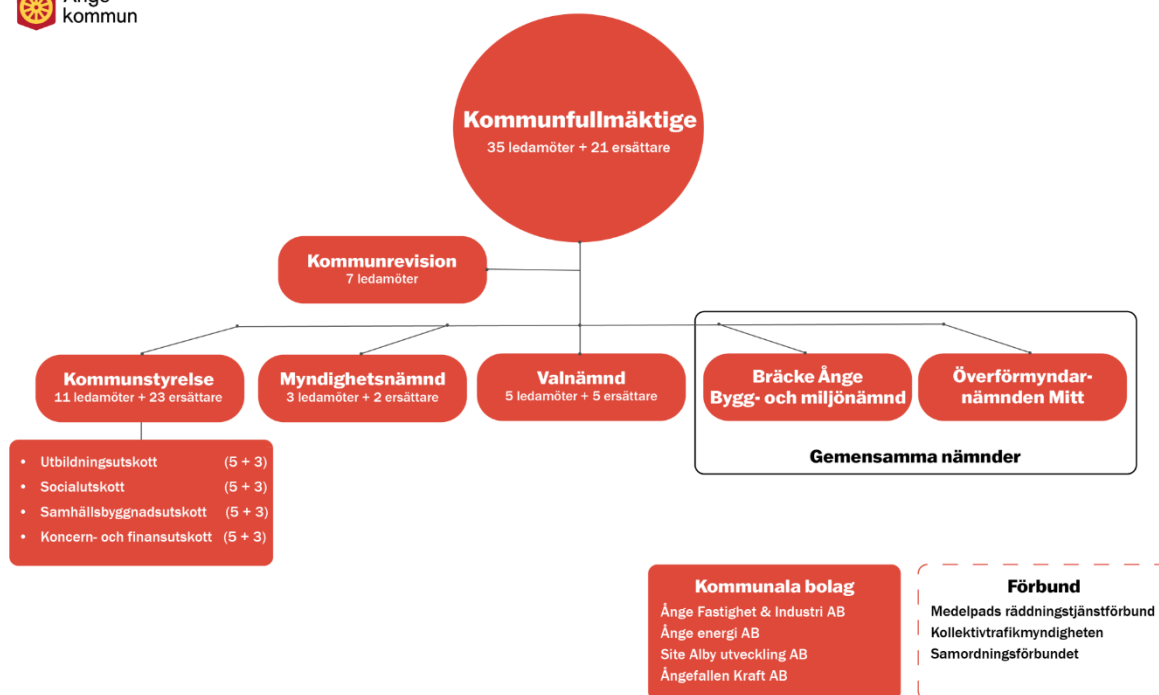 Ånge
kommun
Kommunfullmäktige
35 ledamöter + 21 ersättare
Kommunrevision
7 ledamöter
Kommunstyrelse
11 ledamöter + 23 ersättare
Myndighetsnämnd
3 ledamöter + 2 ersättare
Valnämnd
5 ledamöter + 5 ersättare
Bräcke Ånge
Bygg- och miljönämnd
Överförmyndar-
nämnden Mitt
Gemensamma nämnder
• Utbildningsutskott (5 + 3)
• Socialutskott (5 + 3)
• Samhällsbyggnadsutskott (5 + 3)
• Koncern- och finansutskott (5 + 3)
Kommunala bolag
Ånge Fastighet & Industri AB
Ånge energi AB
Site Alby utveckling AB
Ångefallen Kraft AB
Förbund
Medelpads räddningstjänstförbund
Kollektivtrafikmyndigheten
Samordningsförbundet